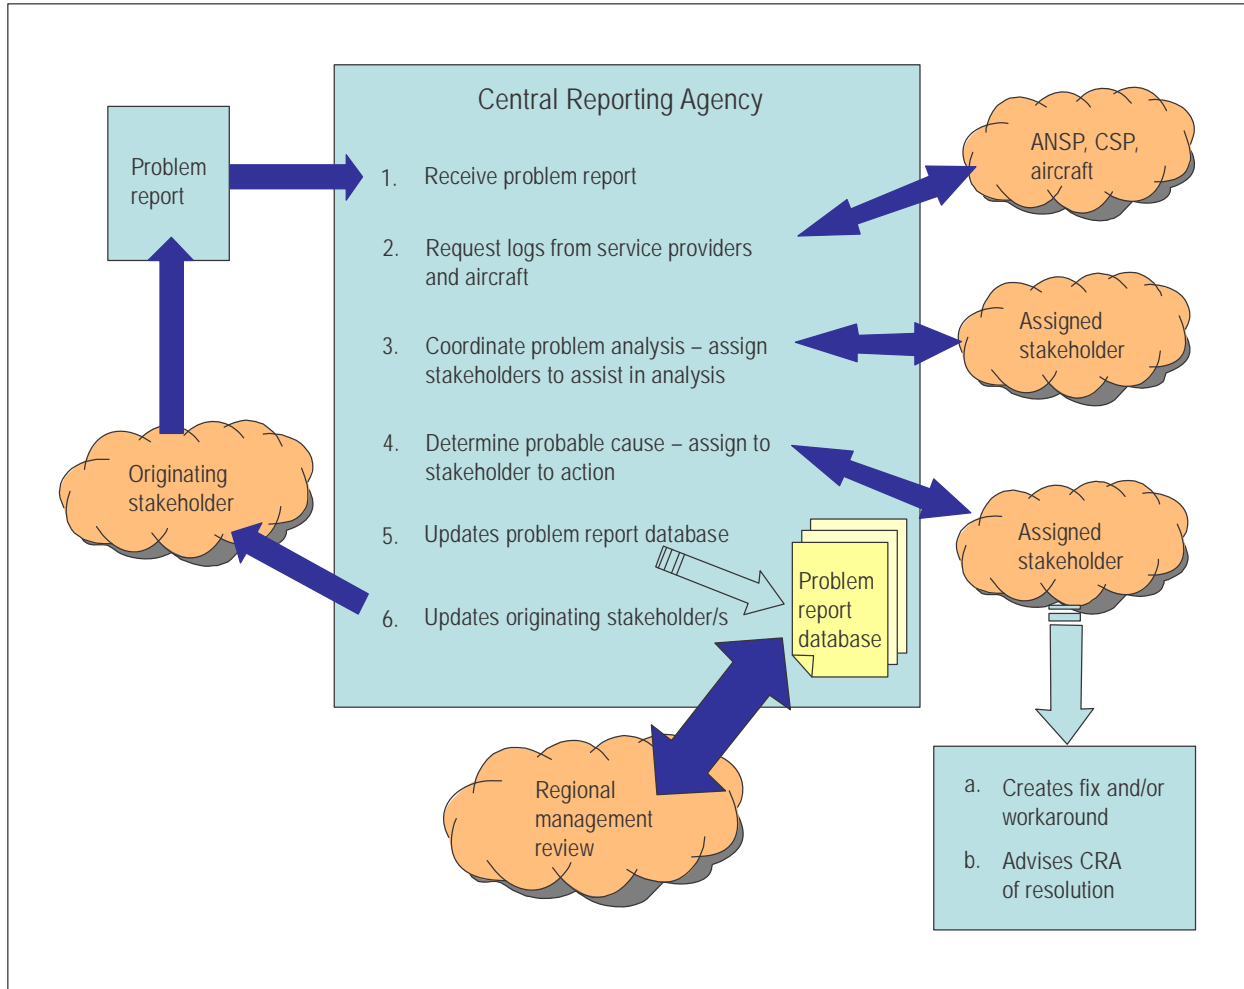 Central Reporting Agency
Problem
report
1. Receive problem report
2. Request logs from service providers
and aircraft
3. Coordinate problem analysis – assign
stakeholders to assist in analysis
4. Determine probable cause – assign to
stakeholder to action
5. Updates problem report database
6. Updates originating stakeholder/s
Problem
report
database
ANSP, CSP,
aircraft
Assigned
stakeholder
Assigned
stakeholder
Originating
stakeholder
Regional
management
review
a. Creates fix and/or
workaround
b. Advises CRA
of resolution